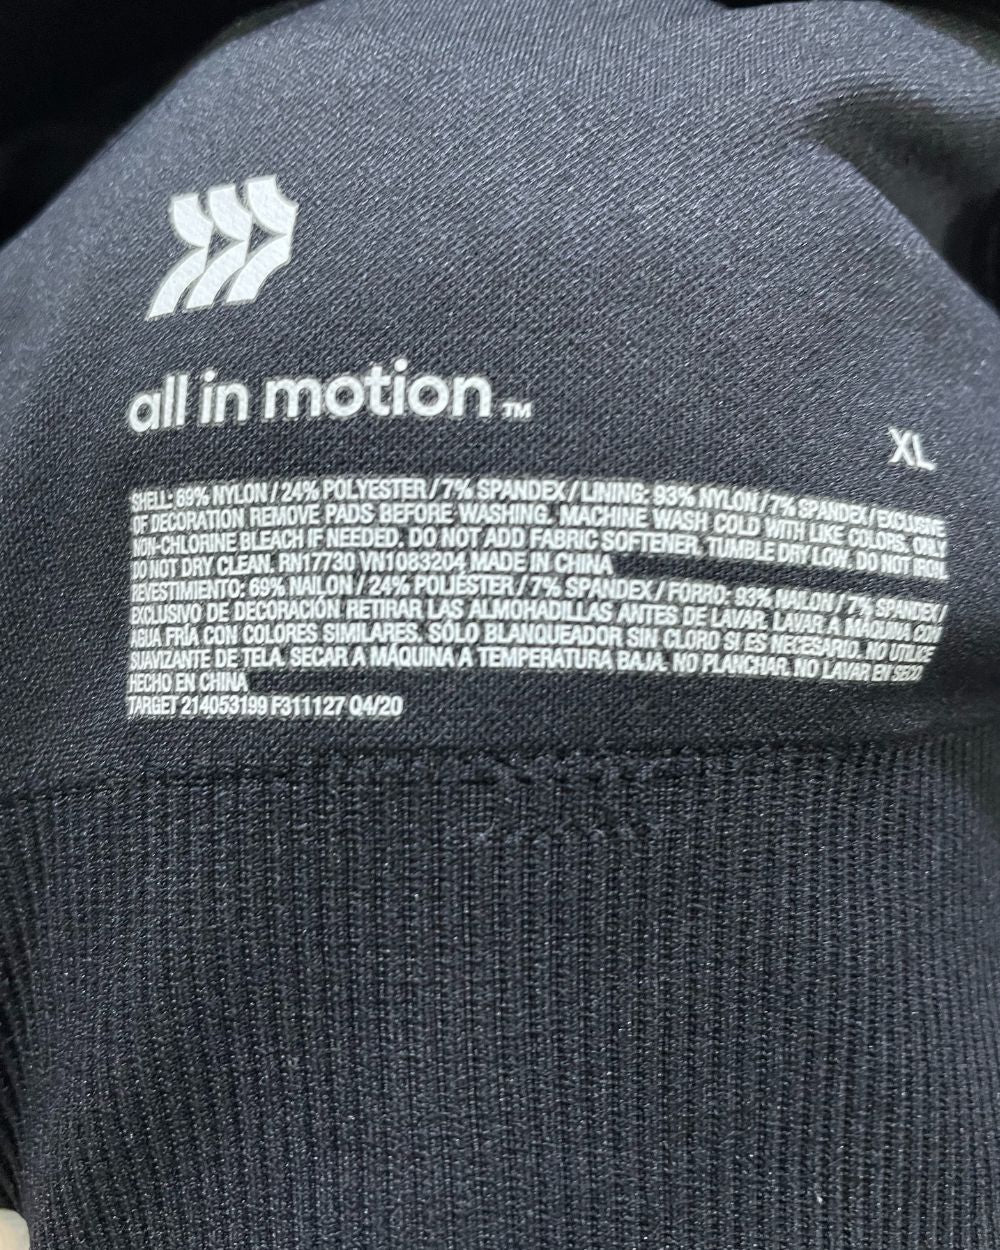 all in motion™
XL
SHELL: 69% NYLON / 24% POLYESTER / 7% SPANDEX / LINING: 93% NYLON / 7% SPANDEX / EXCLUSIVE
OF DECORATION REMOVE PADS BEFORE WASHING. MACHINE WASH COLD WITH LIKE COLORS. ONLY
NON-CHLORINE BLEACH IF NEEDED. DO NOT ADD FABRIC SOFTENER. TUMBLE DRY LOW. DO NOT IRON.
DO NOT DRY CLEAN. RN17730 VN1083204 MADE IN CHINA
REVESTIMIENTO: 69% NAILON / 24% POLIÉSTER / 7% SPANDEX / FORRO: 93% NAILON / 7% SPANDEX /
EXCLUSIVO DE DECORACIÓN RETIRAR LAS ALMOHADILLAS ANTES DE LAVAR. LAVAR A MÁQUINA CON
AGUA FRÍA CON COLORES SIMILARES. SÓLO BLANQUEADOR SIN CLORO SI ES NECESARIO. NO UTILICE
SUAVIZANTE DE TELA. SECAR A MÁQUINA A TEMPERATURA BAJA. NO PLANCHAR. NO LAVAR EN SECO.
HECHO EN CHINA
TARGET 214053199 F311127 Q4/20